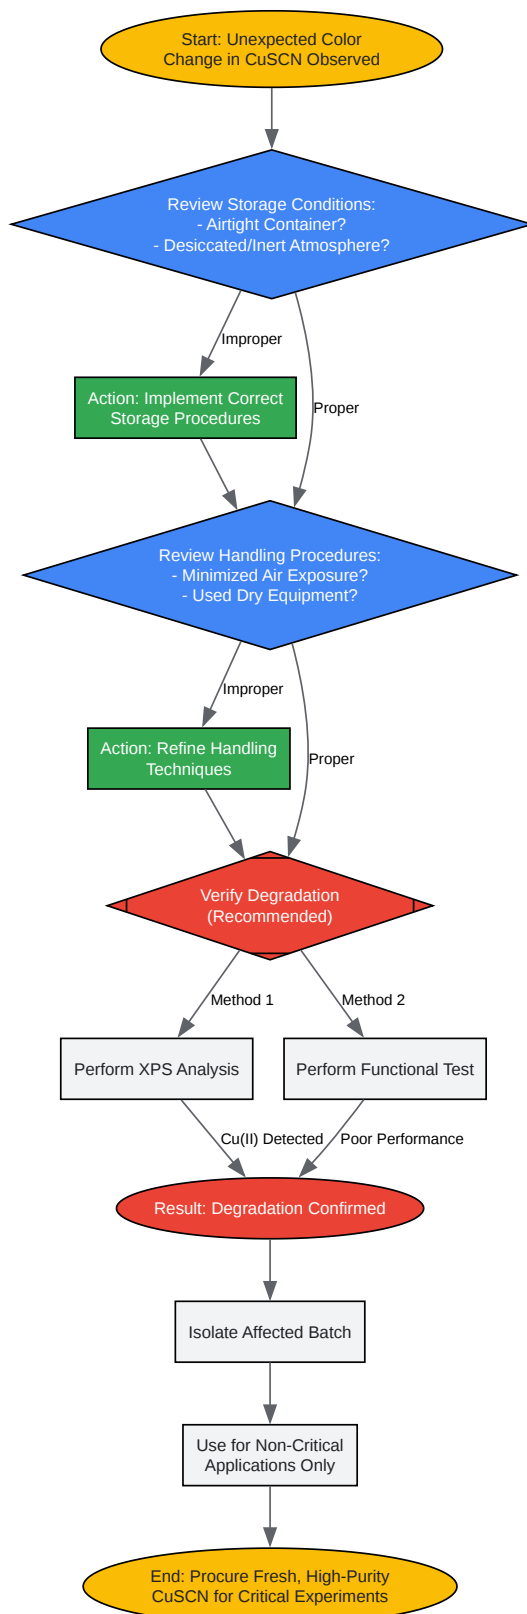 Start: Unexpected Color
Change in CuSCN Observed
Review Storage Conditions:
- Airtight Container?
- Desiccated/Inert Atmosphere?
Improper
Action: Implement Correct
Storage Procedures
Proper
Review Handling Procedures:
- Minimized Air Exposure?
- Used Dry Equipment?
Improper
Action: Refine Handling
Techniques
Proper
Verify Degradation
(Recommended)
Method 1
Method 2
Perform XPS Analysis
Perform Functional Test
Cu(II) Detected
Poor Performance
Result: Degradation Confirmed
Isolate Affected Batch
Use for Non-Critical
Applications Only
End: Procure Fresh, High-Purity
CuSCN for Critical Experiments